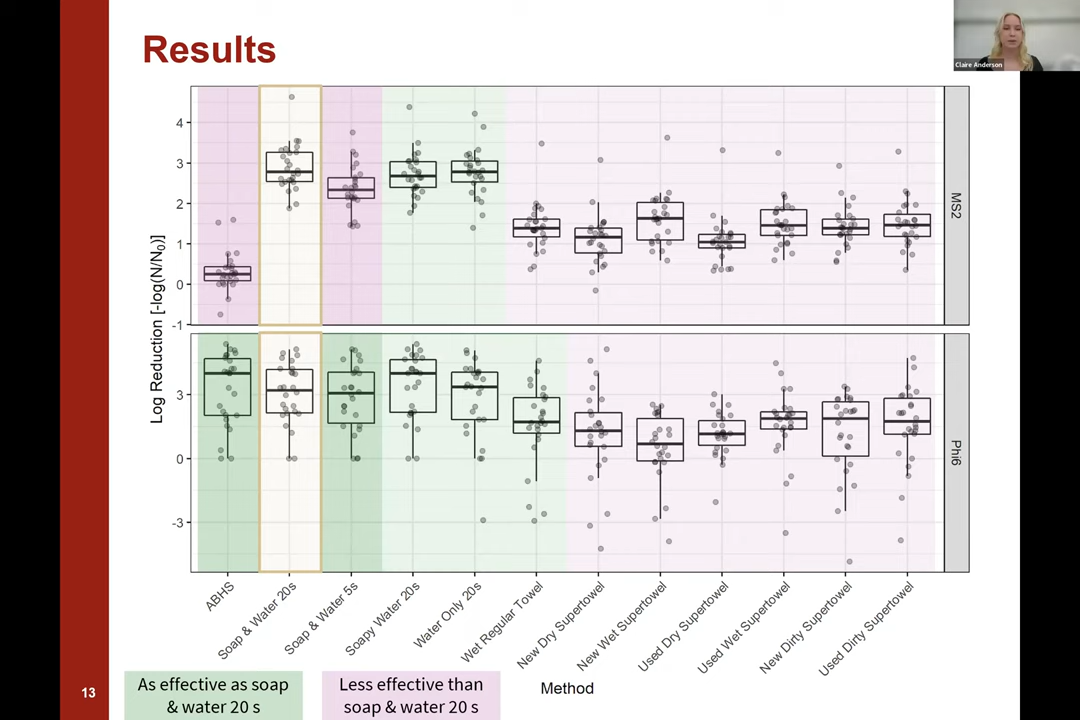 Results
Claire Anderson
Log Reduction [-log(N/N0)]
4
3
2
1
0
-1
MS2
3
0
-3
Phi6
ABHS
Soap & Water 20s
Soap & Water 5s
Soapy Water 20s
Water Only 20s
Wet Regular Towel
New Dry Supertowel
New Wet Supertowel
Used Dry Supertowel
Used Wet Supertowel
New Dirty Supertowel
Used Dirty Supertowel
Method
As effective as soap
& water 20 s
Less effective than
soap & water 20 s
13